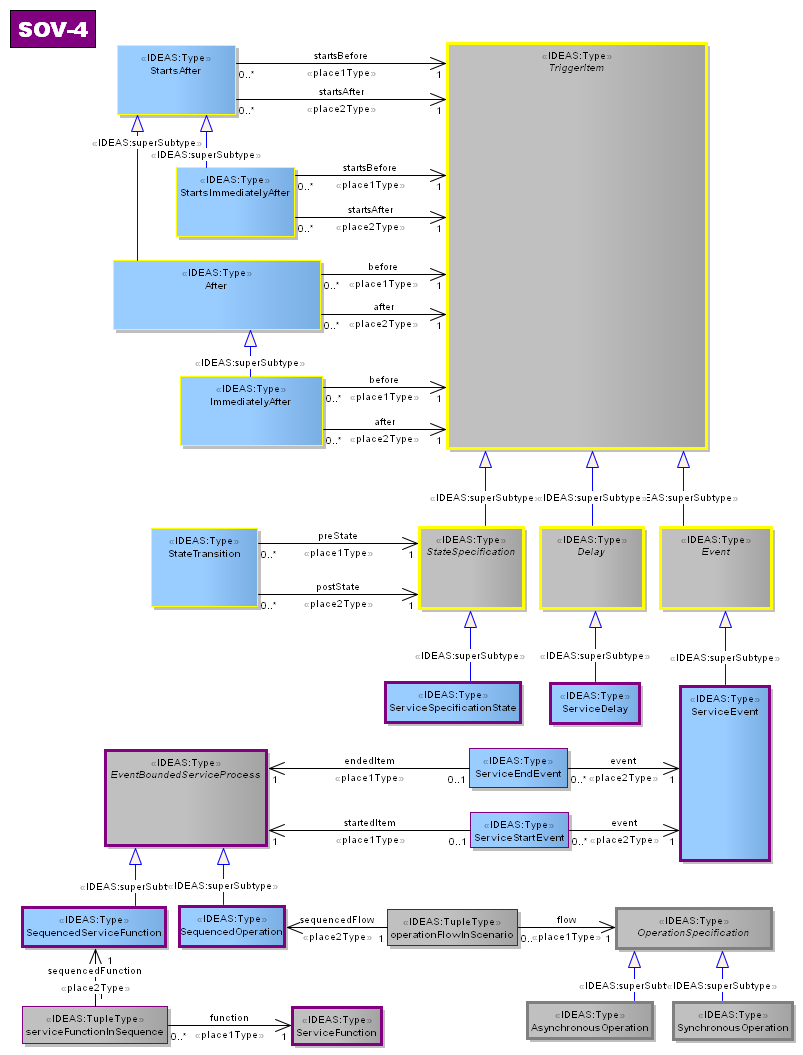 SOV-4
«IDEAS:Type»
StartsAfter
startsBefore
0..*
«place1Type»
1
startsAfter
0..*
«place2Type»
1
«IDEAS:Type»
TriggerItem
«IDEAS:superSubtype»
«IDEAS:superSubtype»
«IDEAS:Type»
StartsImmediatelyAfter
startsBefore
0..*
«place1Type»
1
startsAfter
0..*
«place2Type»
1
«IDEAS:Type»
After
before
0..*
«place1Type»
1
after
0..*
«place2Type»
1
«IDEAS:superSubtype»
«IDEAS:Type»
ImmediatelyAfter
before
0..*
«place1Type»
1
after
0..*
«place2Type»
1
«IDEAS:superSubtype»
«IDEAS:superSubtype»
IDEAS:superSubtype»
«IDEAS:Type»
StateTransition
preState
0..*
«place1Type»
1
postState
0..*
«place2Type»
1
«IDEAS:Type»
StateSpecification
«IDEAS:Type»
Delay
«IDEAS:Type»
Event
«IDEAS:superSubtype»
«IDEAS:superSubtype»
«IDEAS:superSubtype»
«IDEAS:Type»
ServiceSpecificationState
«IDEAS:Type»
ServiceDelay
«IDEAS:Type»
ServiceEvent
«IDEAS:Type»
EventBoundedServiceProcess
endedItem
1
«place1Type»
0..1
«IDEAS:Type»
ServiceEndEvent
event
0..*
«place2Type»
1
startedItem
1
«place1Type»
0..1
«IDEAS:Type»
ServiceStartEvent
event
0..*
«place2Type»
1
«IDEAS:superSubt
«IDEAS:superSubtype»
«IDEAS:Type»
SequencedServiceFunction
«IDEAS:Type»
SequencedOperation
sequencedFlow
«place2Type»
1
«IDEAS:TupleType»
operationFlowInScenario
flow
0..
«place1Type»
1
«IDEAS:Type»
OperationSpecification
1
sequencedFunction
«place2Type»
1
«IDEAS:superSubt
«IDEAS:superSubtype»
«IDEAS:TupleType»
serviceFunctionInSequence
function
0..*
«place1Type»
1
«IDEAS:Type»
ServiceFunction
«IDEAS:Type»
AsynchronousOperation
«IDEAS:Type»
SynchronousOperation